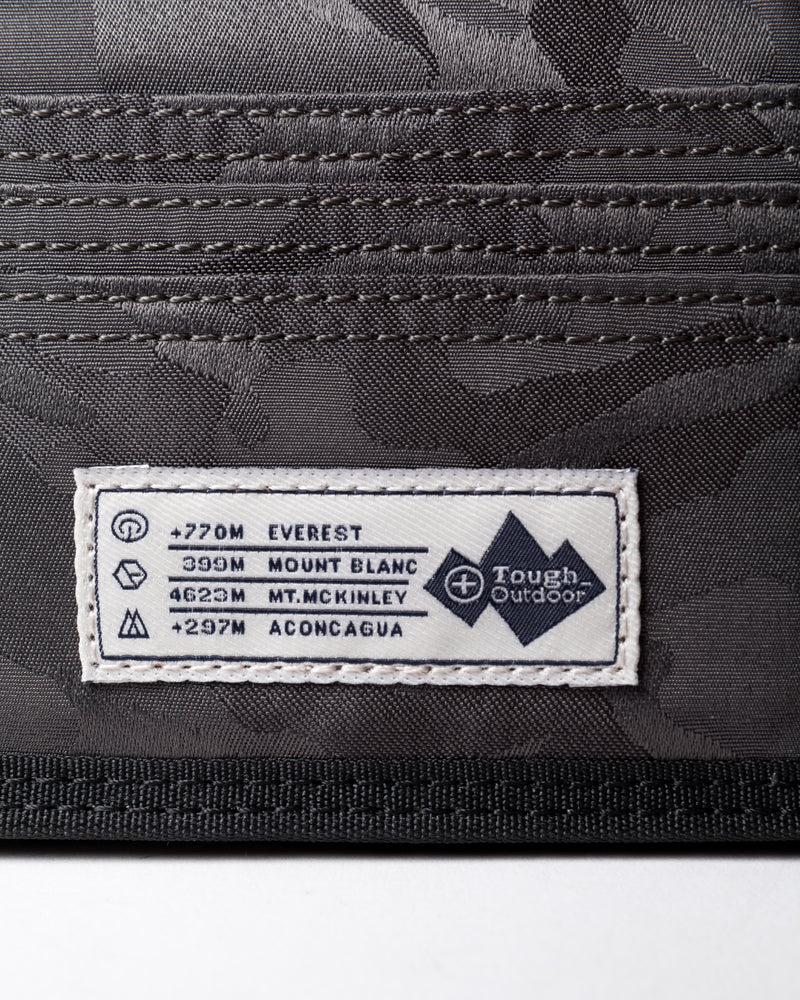 +770M EVEREST
399M MOUNT BLANC
4623M MT.MCKINLEY
+297M ACONCAGUA
Tough_
Outdoor